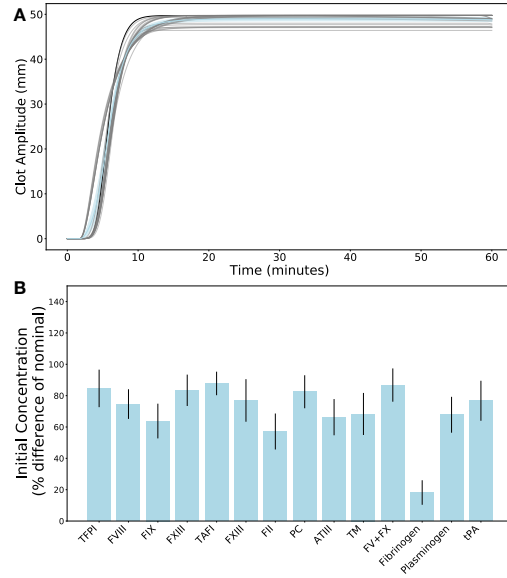 A
50
40
30
20
10
0
Clot Amplitude (mm)
0 10 20 30 40 50 60
Time (minutes)
B
140
120
100
80
60
40
20
0
Initial Concentration
(% difference of nominal)
TFPI FVIII FIX FXIII TAFI FXIII FII PC ATIII TM FV+FX Fibrinogen Plasminogen tPA